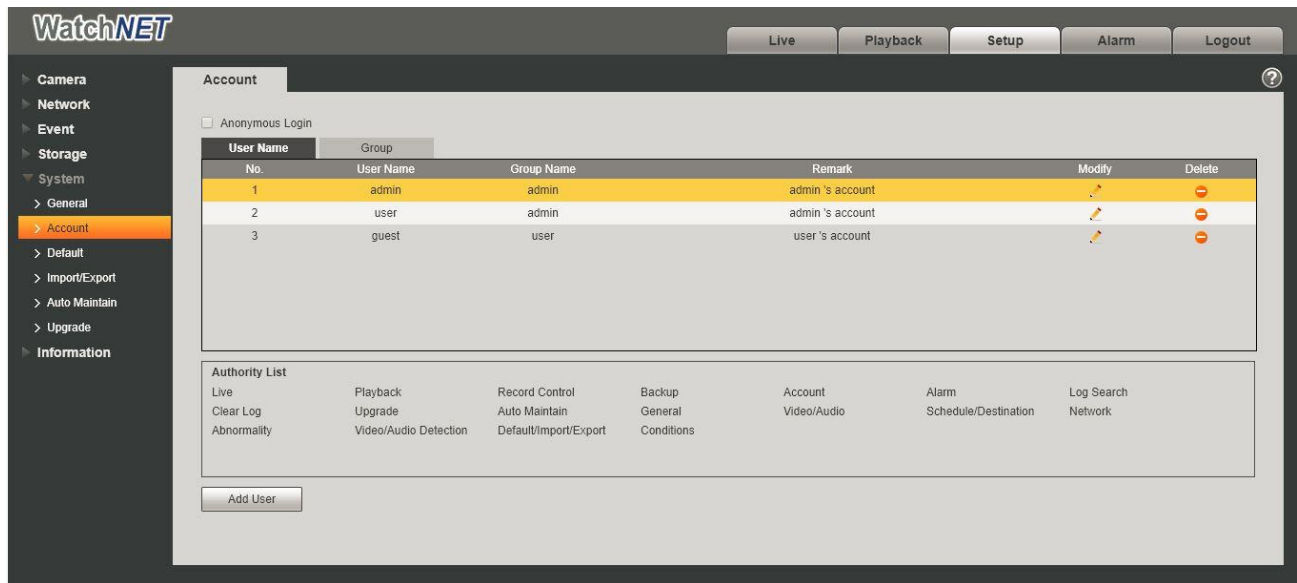 WatchNET
Live Playback Setup Alarm Logout
Camera
Network
Event
Storage
System
General
Account
Default
Import/Export
Auto Maintain
Upgrade
Information
Account ?
Anonymous Login
User Name Group
No. User Name Group Name Remark Modify Delete
1 admin admin admin 's account
2 user admin admin 's account
3 guest user user 's account
Authority List
Live Playback Record Control Backup Account Alarm Log Search
Clear Log Upgrade Auto Maintain General Video/Audio Schedule/Destination Network
Abnormality Video/Audio Detection Default/Import/Export Conditions
Add User